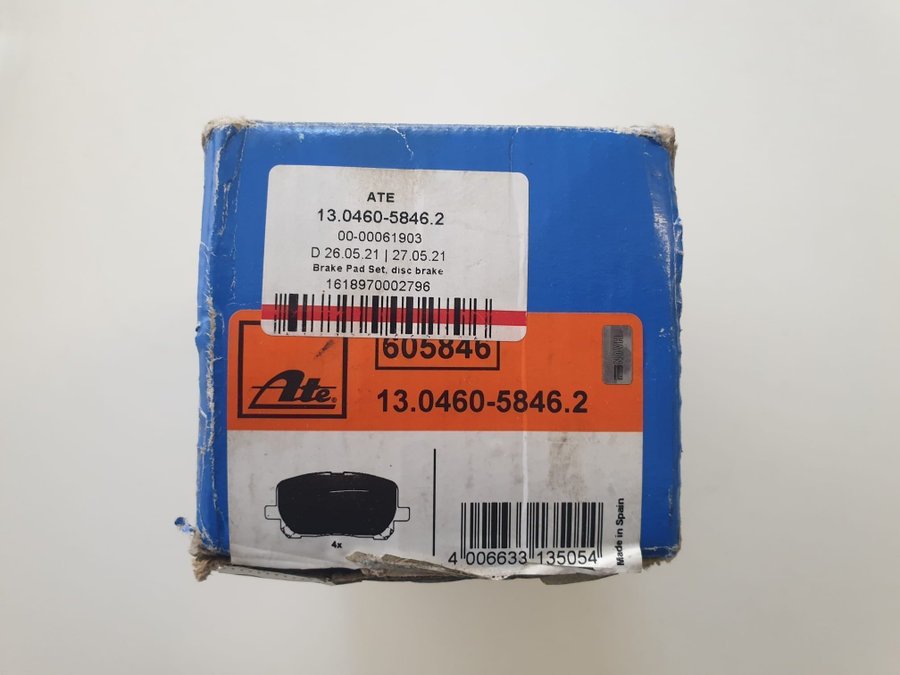 ATE
13.0460-5846.2
00-00061903
D 26.05.21 | 27.05.21
Brake Pad Set, disc brake
1618970002796
605846
Ate®
13.0460-5846.2
4x
4 006633 135054
Made in Spain